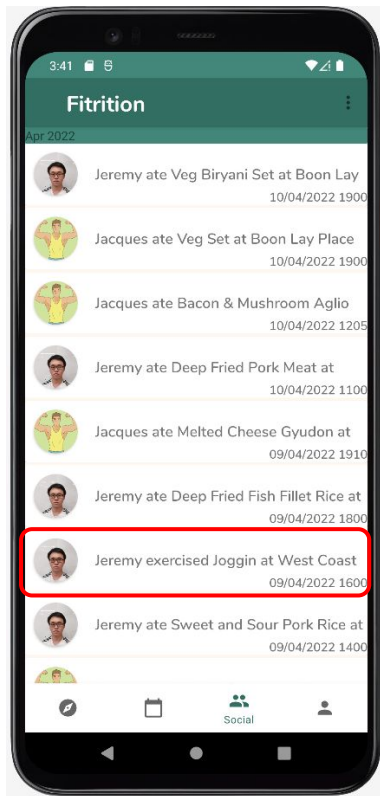 3:41
Fitrition
Apr 2022
Jeremy ate Veg Biryani Set at Boon Lay
10/04/2022 1900
Jacques ate Veg Set at Boon Lay Place
10/04/2022 1900
Jacques ate Bacon & Mushroom Aglio
10/04/2022 1205
Jeremy ate Deep Fried Pork Meat at
10/04/2022 1100
Jacques ate Melted Cheese Gyudon at
09/04/2022 1910
Jeremy ate Deep Fried Fish Fillet Rice at
09/04/2022 1800
Jeremy exercised Joggin at West Coast
09/04/2022 1600
Jeremy ate Sweet and Sour Pork Rice at
09/04/2022 1400
Social